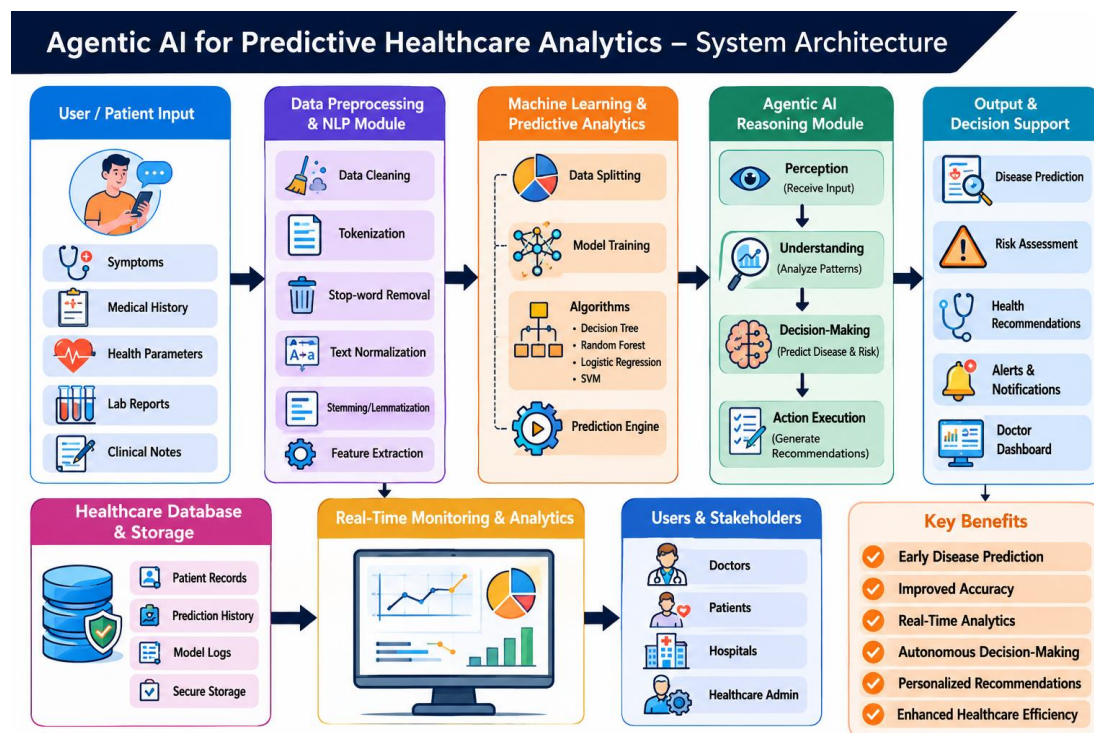 Agentic AI for Predictive Healthcare Analytics – System Architecture
User / Patient Input
Symptoms
Medical History
Health Parameters
Lab Reports
Clinical Notes
Data Preprocessing
& NLP Module
Data Cleaning
Tokenization
Stop-word Removal
A→a
Text Normalization
Stemming/Lemmatization
Feature Extraction
Machine Learning &
Predictive Analytics
Data Splitting
Model Training
Algorithms
• Decision Tree
• Random Forest
• Logistic Regression
• SVM
Prediction Engine
Agentic AI
Reasoning Module
Perception
(Receive Input)
Understanding
(Analyze Patterns)
Decision-Making
(Predict Disease & Risk)
Action Execution
(Generate
Recommendations)
Output &
Decision Support
Disease Prediction
Risk Assessment
Health
Recommendations
Alerts &
Notifications
Doctor
Dashboard
Healthcare Database
& Storage
Patient Records
Prediction History
Model Logs
Secure Storage
Real-Time Monitoring & Analytics
Users & Stakeholders
Doctors
Patients
Hospitals
Healthcare Admin
Key Benefits
Early Disease Prediction
Improved Accuracy
Real-Time Analytics
Autonomous Decision-Making
Personalized Recommendations
Enhanced Healthcare Efficiency